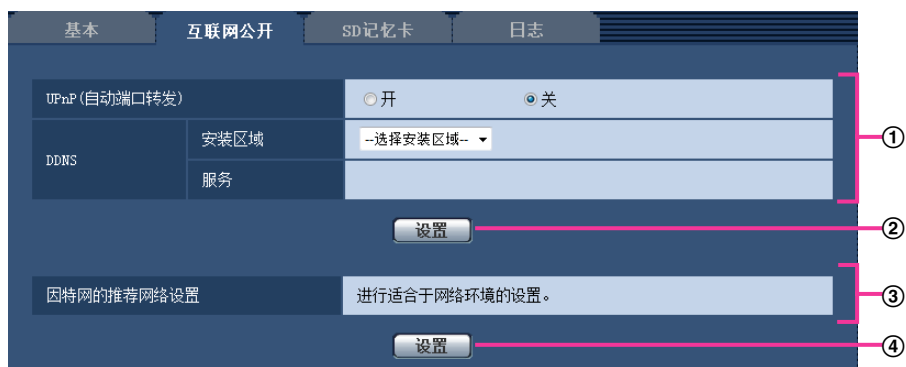 基本 互联网公开 SD记忆卡 日志
UPnP(自动端口转发) 开 关
DDNS 安装区域 --选择安装区域--
服务
①
设置 ②
因特网的推荐网络设置 进行适合于网络环境的设置。 ③
设置 ④